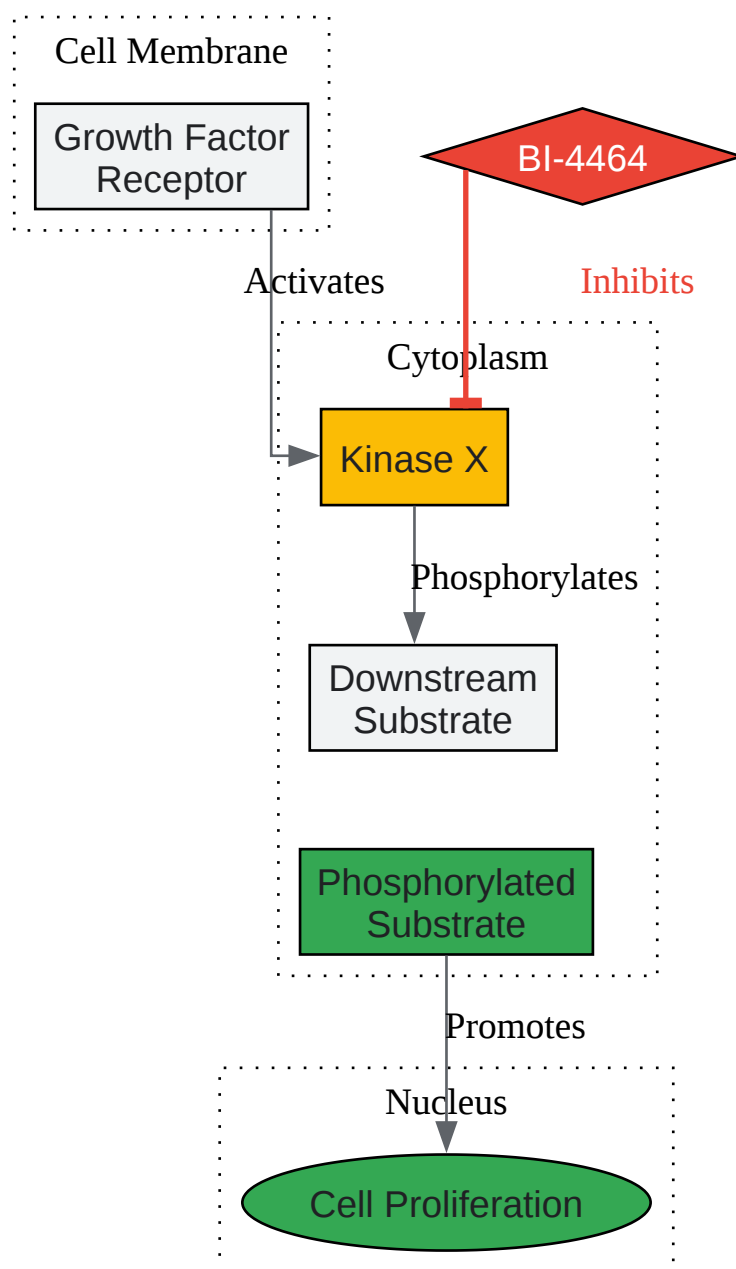 Cell Membrane
Growth Factor
Receptor
BI-4464
Activates
Inhibits
Cytoplasm
Kinase X
Phosphorylates
Downstream
Substrate
Phosphorylated
Substrate
Promotes
Nucleus
Cell Proliferation